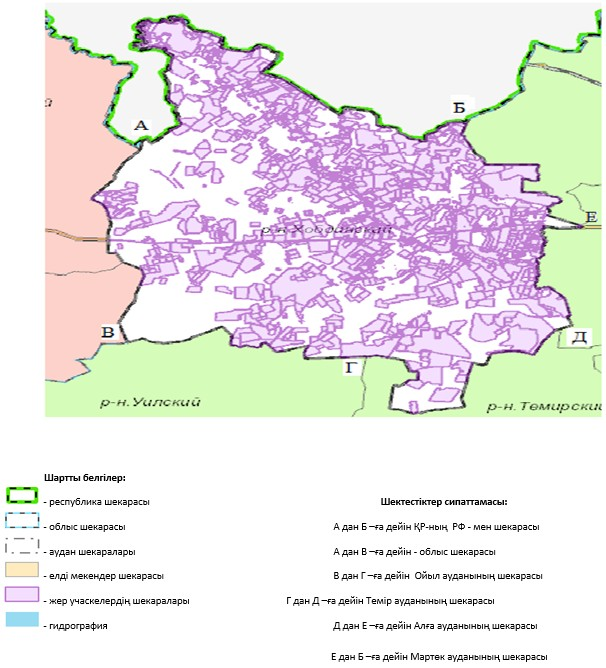 Б
А
Е
р-н. Хобдинский
В
Д
Г
р-н. Уилский
р-н. Темирский
Шартты белгілер:
- республика шекарасы
- облыс шекарасы
- аудан шекаралары
- елді мекендер шекарасы
- жер учаскелердің шекаралары
- гидрография
Шектестіктер сипаттамасы:
А дан Б –ға дейін ҚР-ның РФ - мен шекарасы
А дан В –ға дейін - облыс шекарасы
В дан Г –ға дейін Ойыл ауданының шекарасы
Г дан Д –ға дейін Темір ауданының шекарасы
Д дан Е –ға дейін Алға ауданының шекарасы
Е дан Б –ға дейін Мартөк ауданының шекарасы